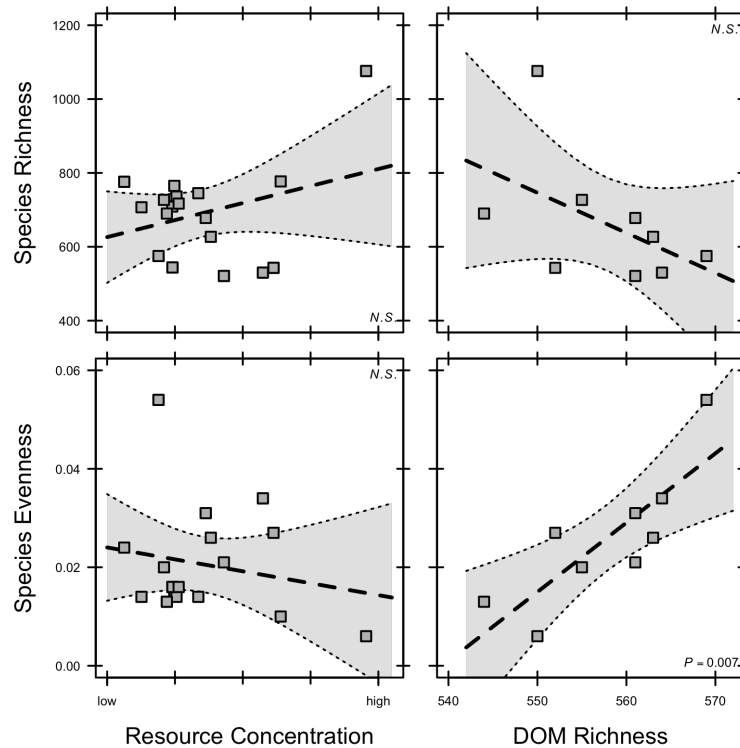 1200
1000
800
600
400
Species Richness
N.S.
N.S.
0.06
0.04
0.02
0.00
Species Evenness
N.S.
P = 0.007
low
high
Resource Concentration
540
550
560
570
DOM Richness